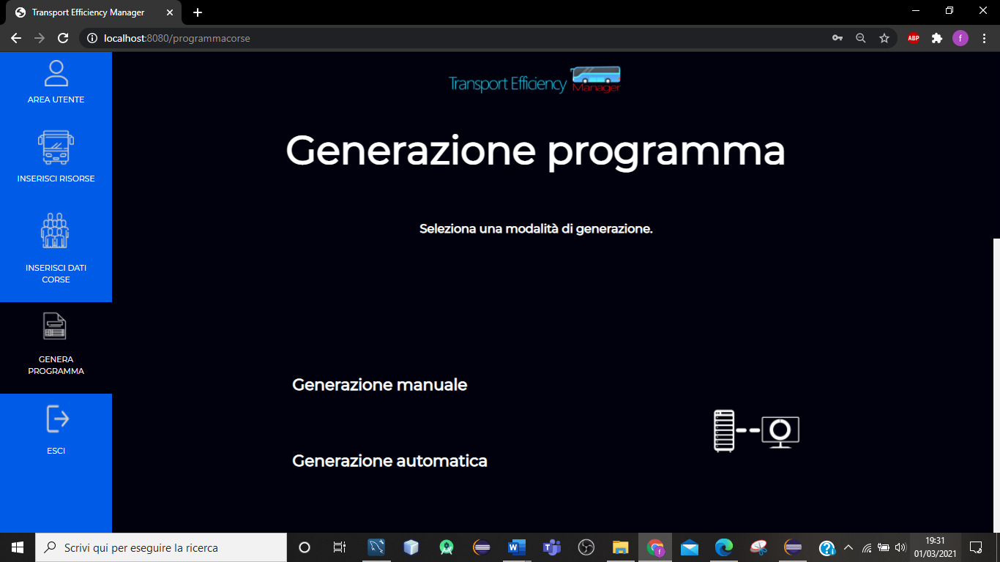 Transport Efficiency Manager
localhost:8080/programmacorse
ABP
f
AREA UTENTE
INSERISCI RISORSE
INSERISCI DATI
CORSE
GENERA
PROGRAMMA
ESCI
Transport Efficiency
Manager
Generazione programma
Seleziona una modalità di generazione.
Generazione manuale
Generazione automatica
Scrivi qui per eseguire la ricerca
19:31
01/03/2021